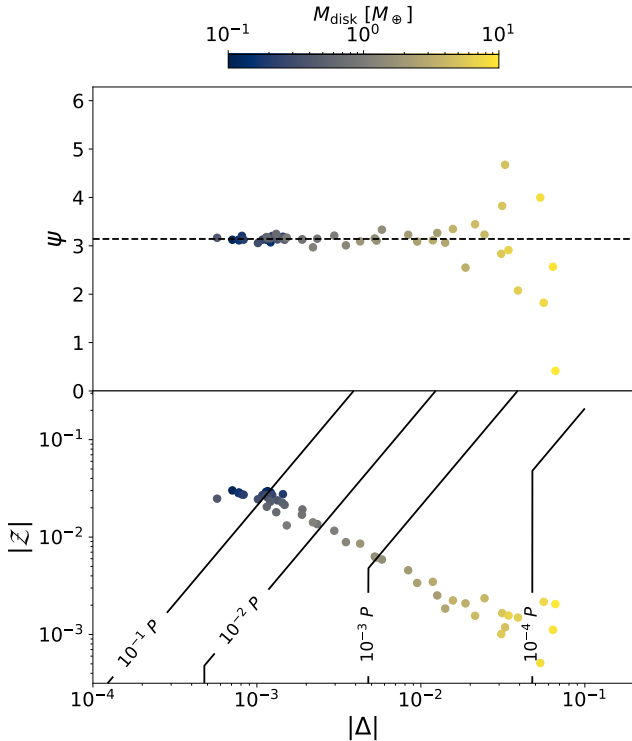 M_disk [M_⊕]
10^−1 10^0 10^1
6
5
4
3
2
1
0
ψ
10^−1
10^−2
10^−3
|𝒵|
10^−1 P
10^−2 P
10^−3 P
10^−4 P
10^−4 10^−3 10^−2 10^−1
|Δ|